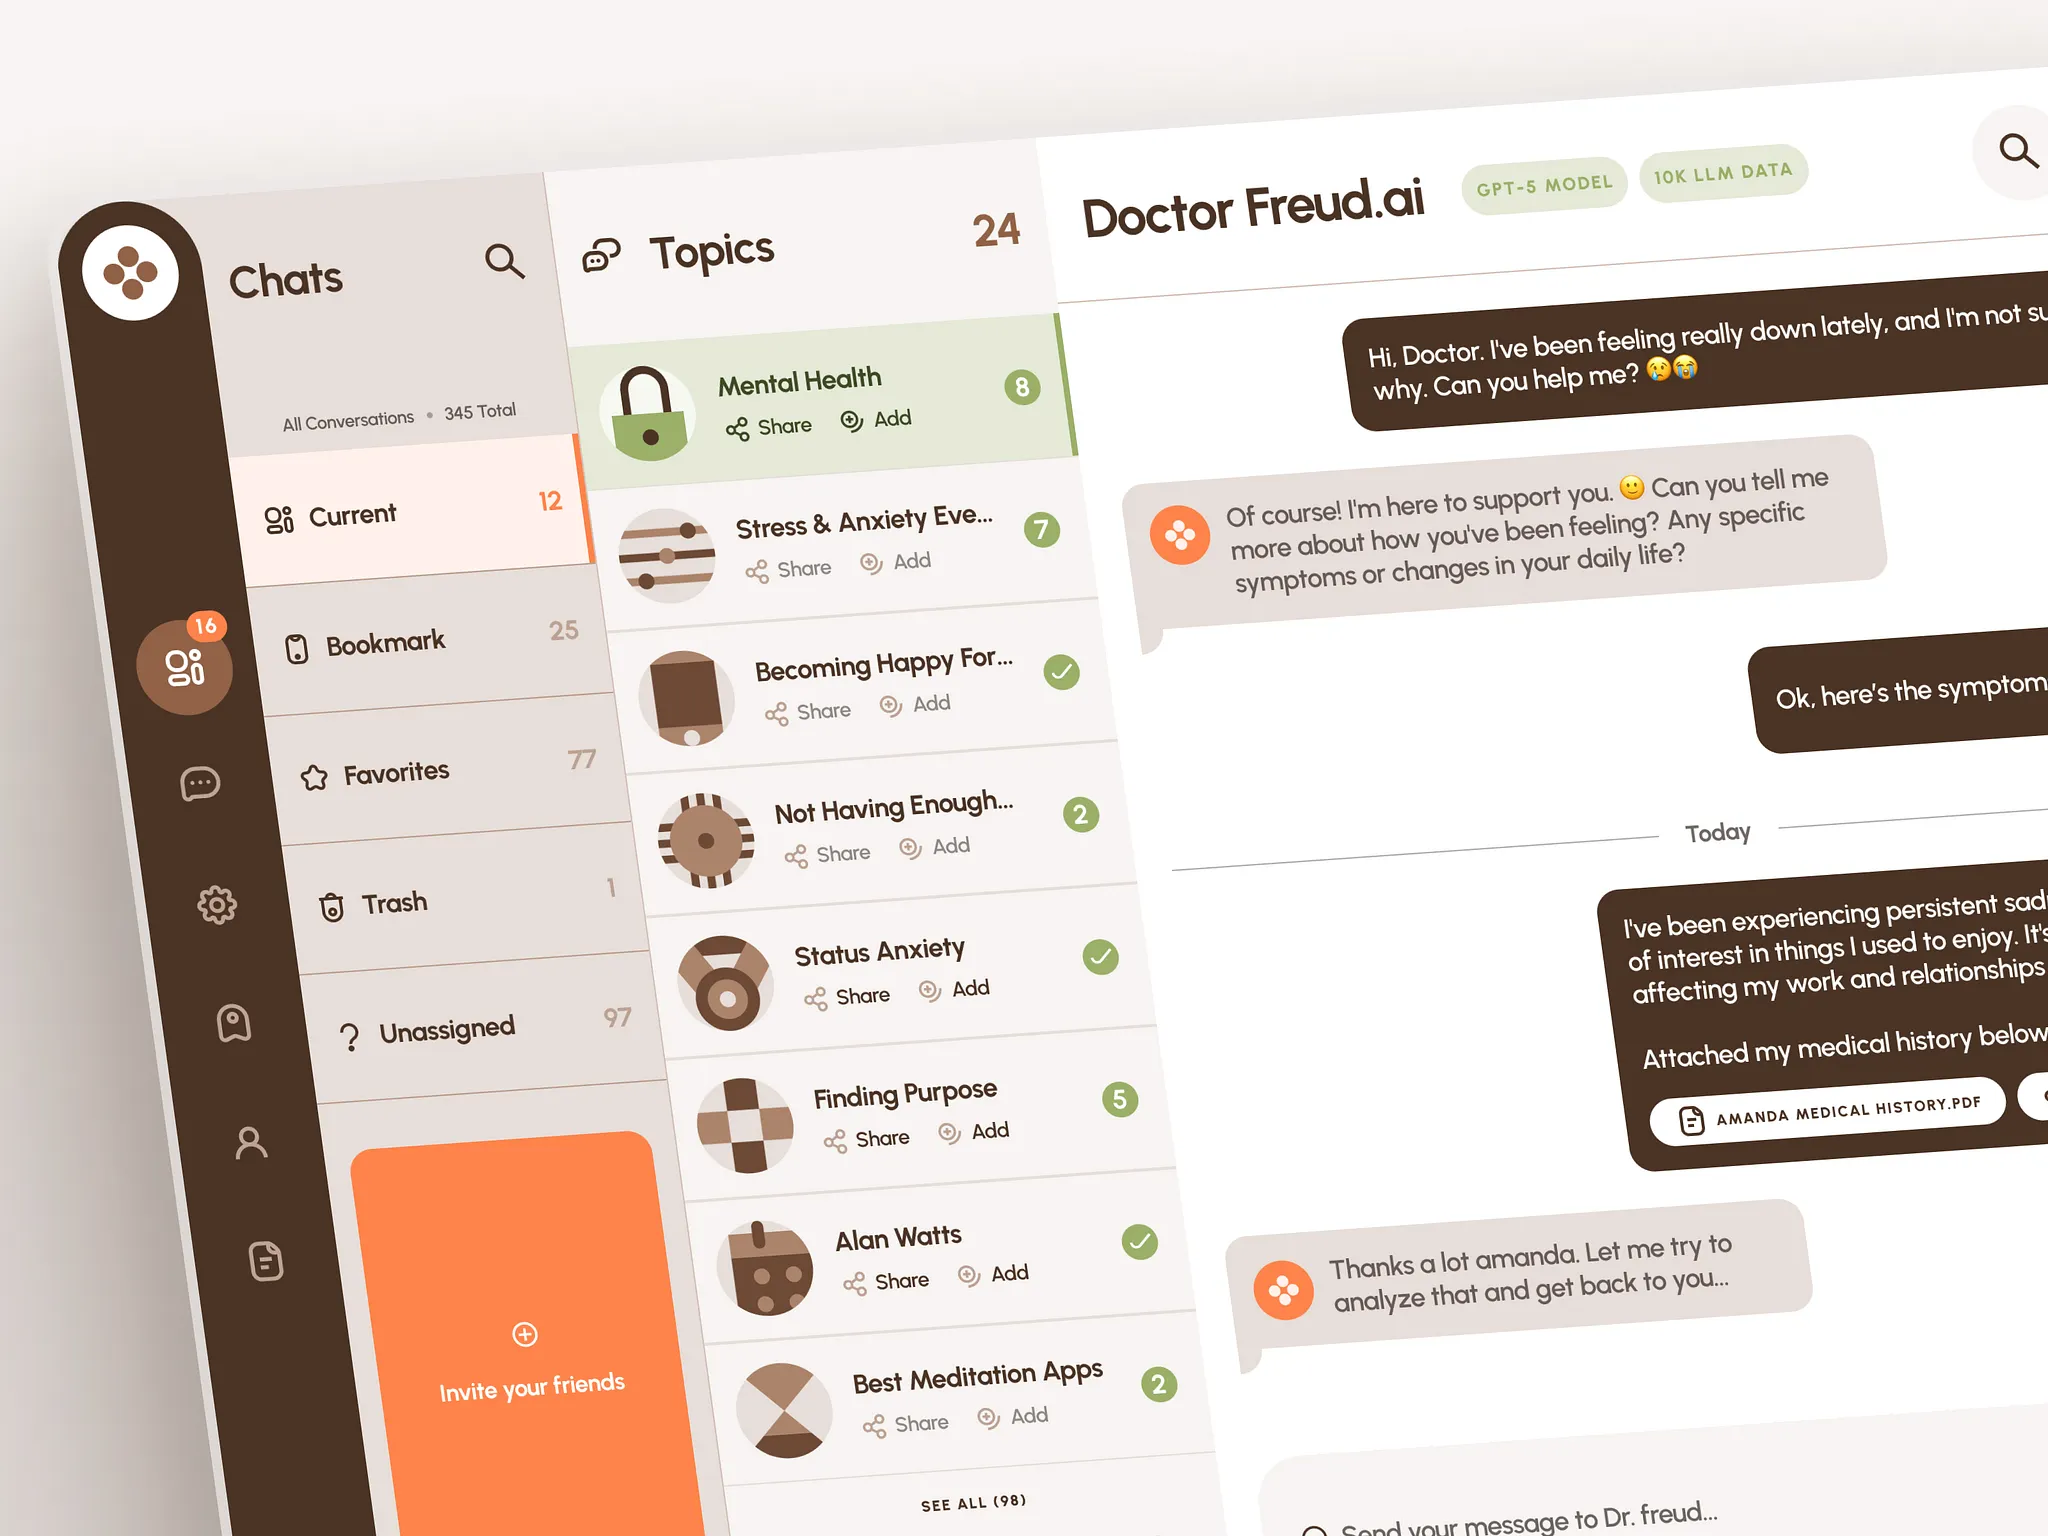 16
Chats
All Conversations • 345 Total
Current 12
Bookmark 25
Favorites 77
Trash 1
Unassigned 97
Invite your friends
Topics 24
Mental Health 8
Share Add
Stress & Anxiety Eve... 7
Share Add
Becoming Happy For...
Share Add
Not Having Enough... 2
Share Add
Status Anxiety
Share Add
Finding Purpose 5
Share Add
Alan Watts
Share Add
Best Meditation Apps 2
Share Add
SEE ALL (98)
Doctor Freud.ai GPT-5 MODEL 10K LLM DATA
Hi, Doctor. I've been feeling really down lately, and I'm not
why. Can you help me? 😢😭
Of course! I'm here to support you. 🙂 Can you tell me
more about how you've been feeling? Any specific
symptoms or changes in your daily life?
Ok, here's the symptom
Today
I've been experiencing persistent
of interest in things I used to enjoy. It's
affecting my work and relationships
Attached my medical history below
AMANDA MEDICAL HISTORY.PDF
Thanks a lot amanda. Let me try to
analyze that and get back to you...
Send your message to Dr. freud...